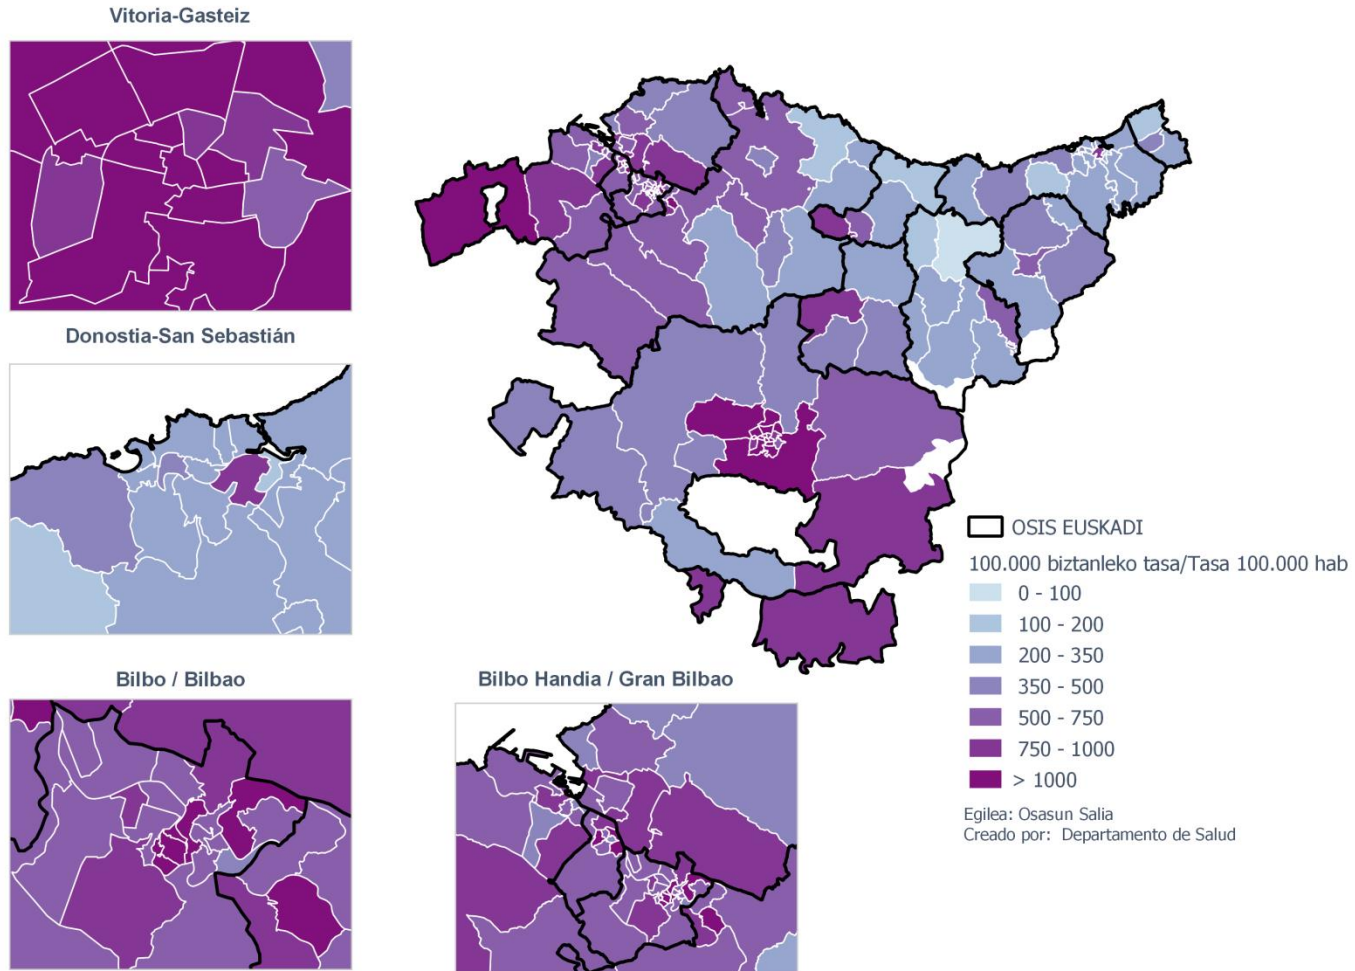 Vitoria-Gasteiz
Donostia-San Sebastián
Bilbo / Bilbao
Bilbo Handia / Gran Bilbao
OSIS EUSKADI
100.000 biztanleko tasa/Tasa 100.000 hab
0 - 100
100 - 200
200 - 350
350 - 500
500 - 750
750 - 1000
> 1000
Egilea: Osasun Salia
Creado por: Departamento de Salud